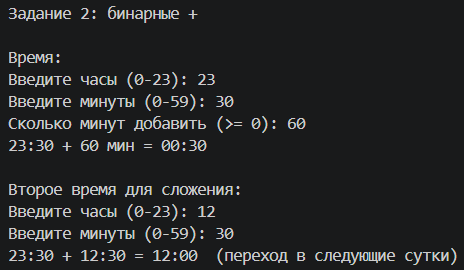 Задание 2: бинарные +
Время:
Введите часы (0-23): 23
Введите минуты (0-59): 30
Сколько минут добавить (>= 0): 60
23:30 + 60 мин = 00:30
Второе время для сложения:
Введите часы (0-23): 12
Введите минуты (0-59): 30
23:30 + 12:30 = 12:00  (переход в следующие сутки)